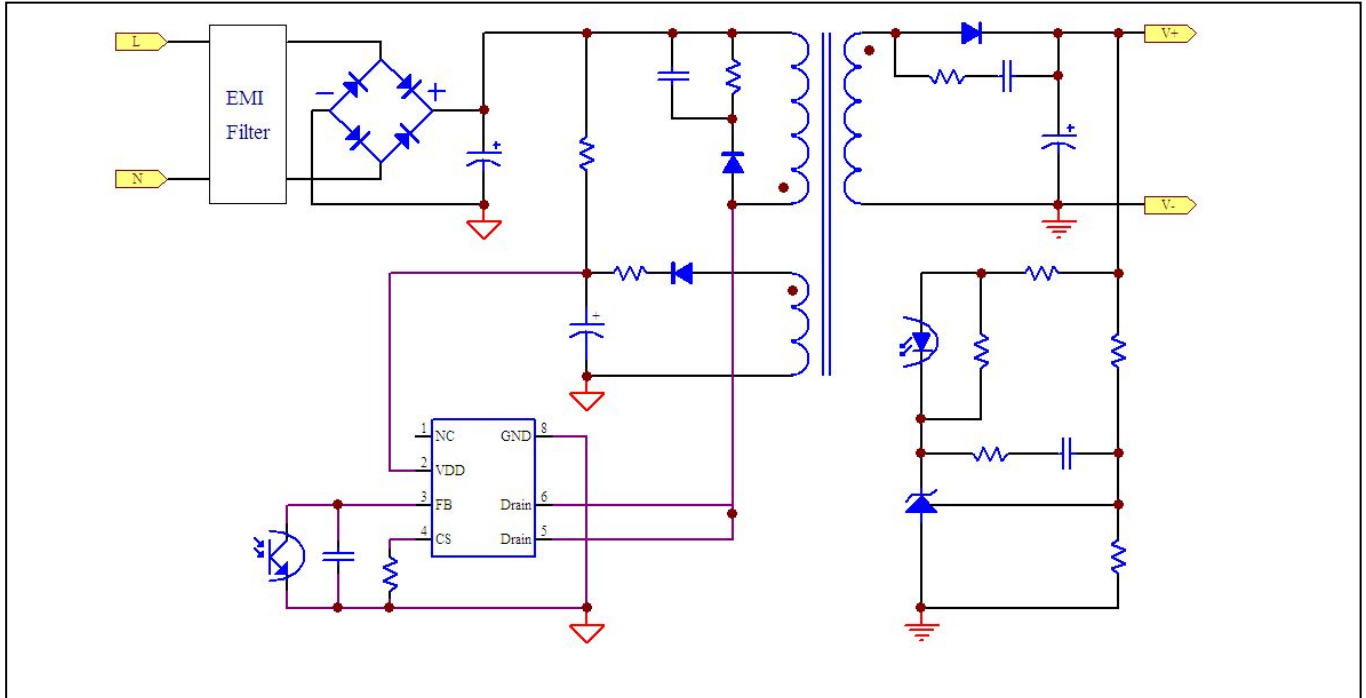 L
V+
EMI
Filter
− +
+
+
N
V-
+
1 NC GND 8
2 VDD
3 FB Drain 6
4 CS Drain 5